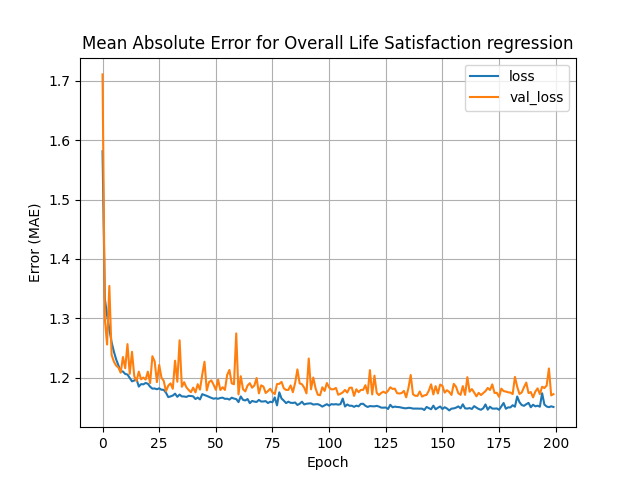 Mean Absolute Error for Overall Life Satisfaction regression
loss
val_loss
Error (MAE)
1.7
1.6
1.5
1.4
1.3
1.2
0 25 50 75 100 125 150 175 200
Epoch